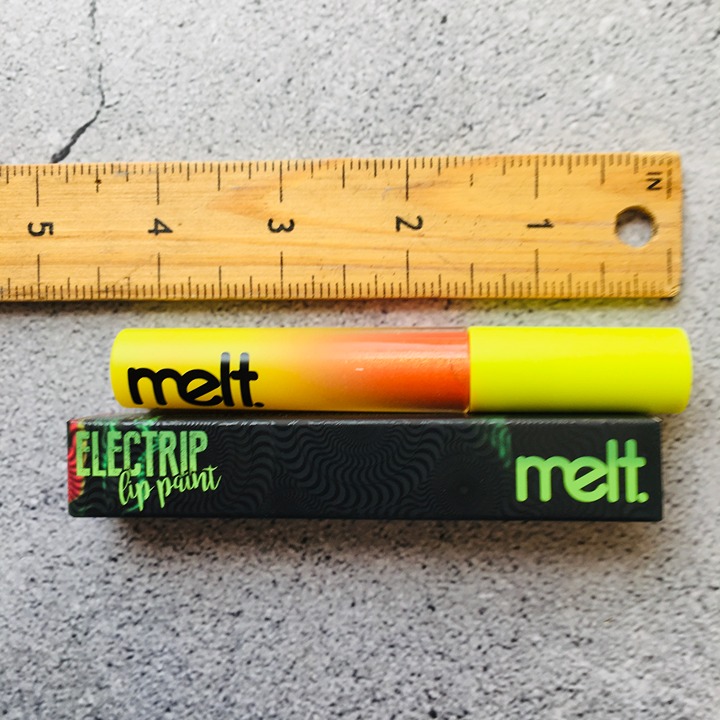 IN
5 4 3 2 1
melt.
ELECTRIP
lip paint
melt.